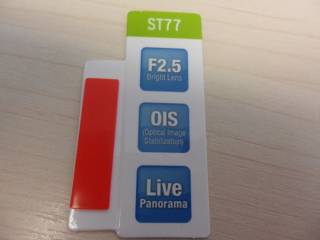 ST77
F2.5
Bright Lens
OIS
(Optical Image
Stabilization)
Live
Panorama